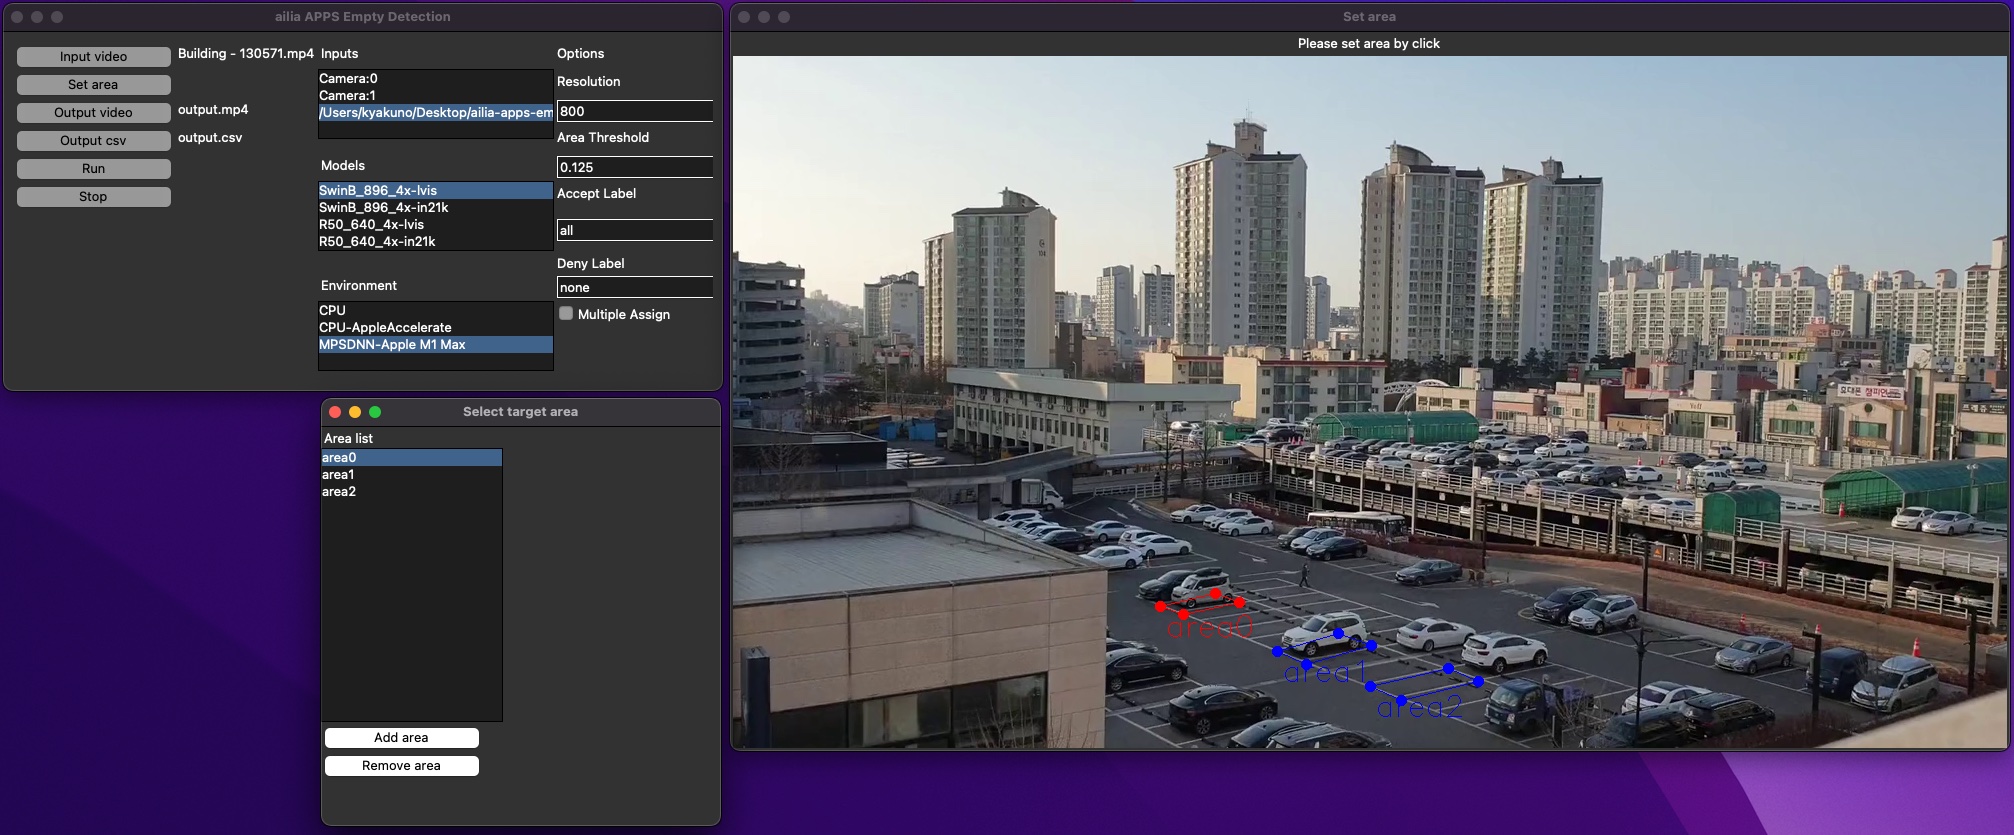 ailia APPS Empty Detection
Input video
Building - 130571.mp4
Set area
Output video
output.mp4
Output csv
output.csv
Run
Stop
Inputs
Camera:0
Camera:1
/Users/kyakuno/Desktop/ailia-apps-em
Models
SwinB_896_4x-lvis
SwinB_896_4x-in21k
R50_640_4x-lvis
R50_640_4x-in21k
Environment
CPU
CPU-AppleAccelerate
MPSDNN-Apple M1 Max
Options
Resolution
800
Area Threshold
0.125
Accept Label
all
Deny Label
none
Multiple Assign
Select target area
Area list
area0
area1
area2
Add area
Remove area
Set area
Please set area by click
area0
area1
area2